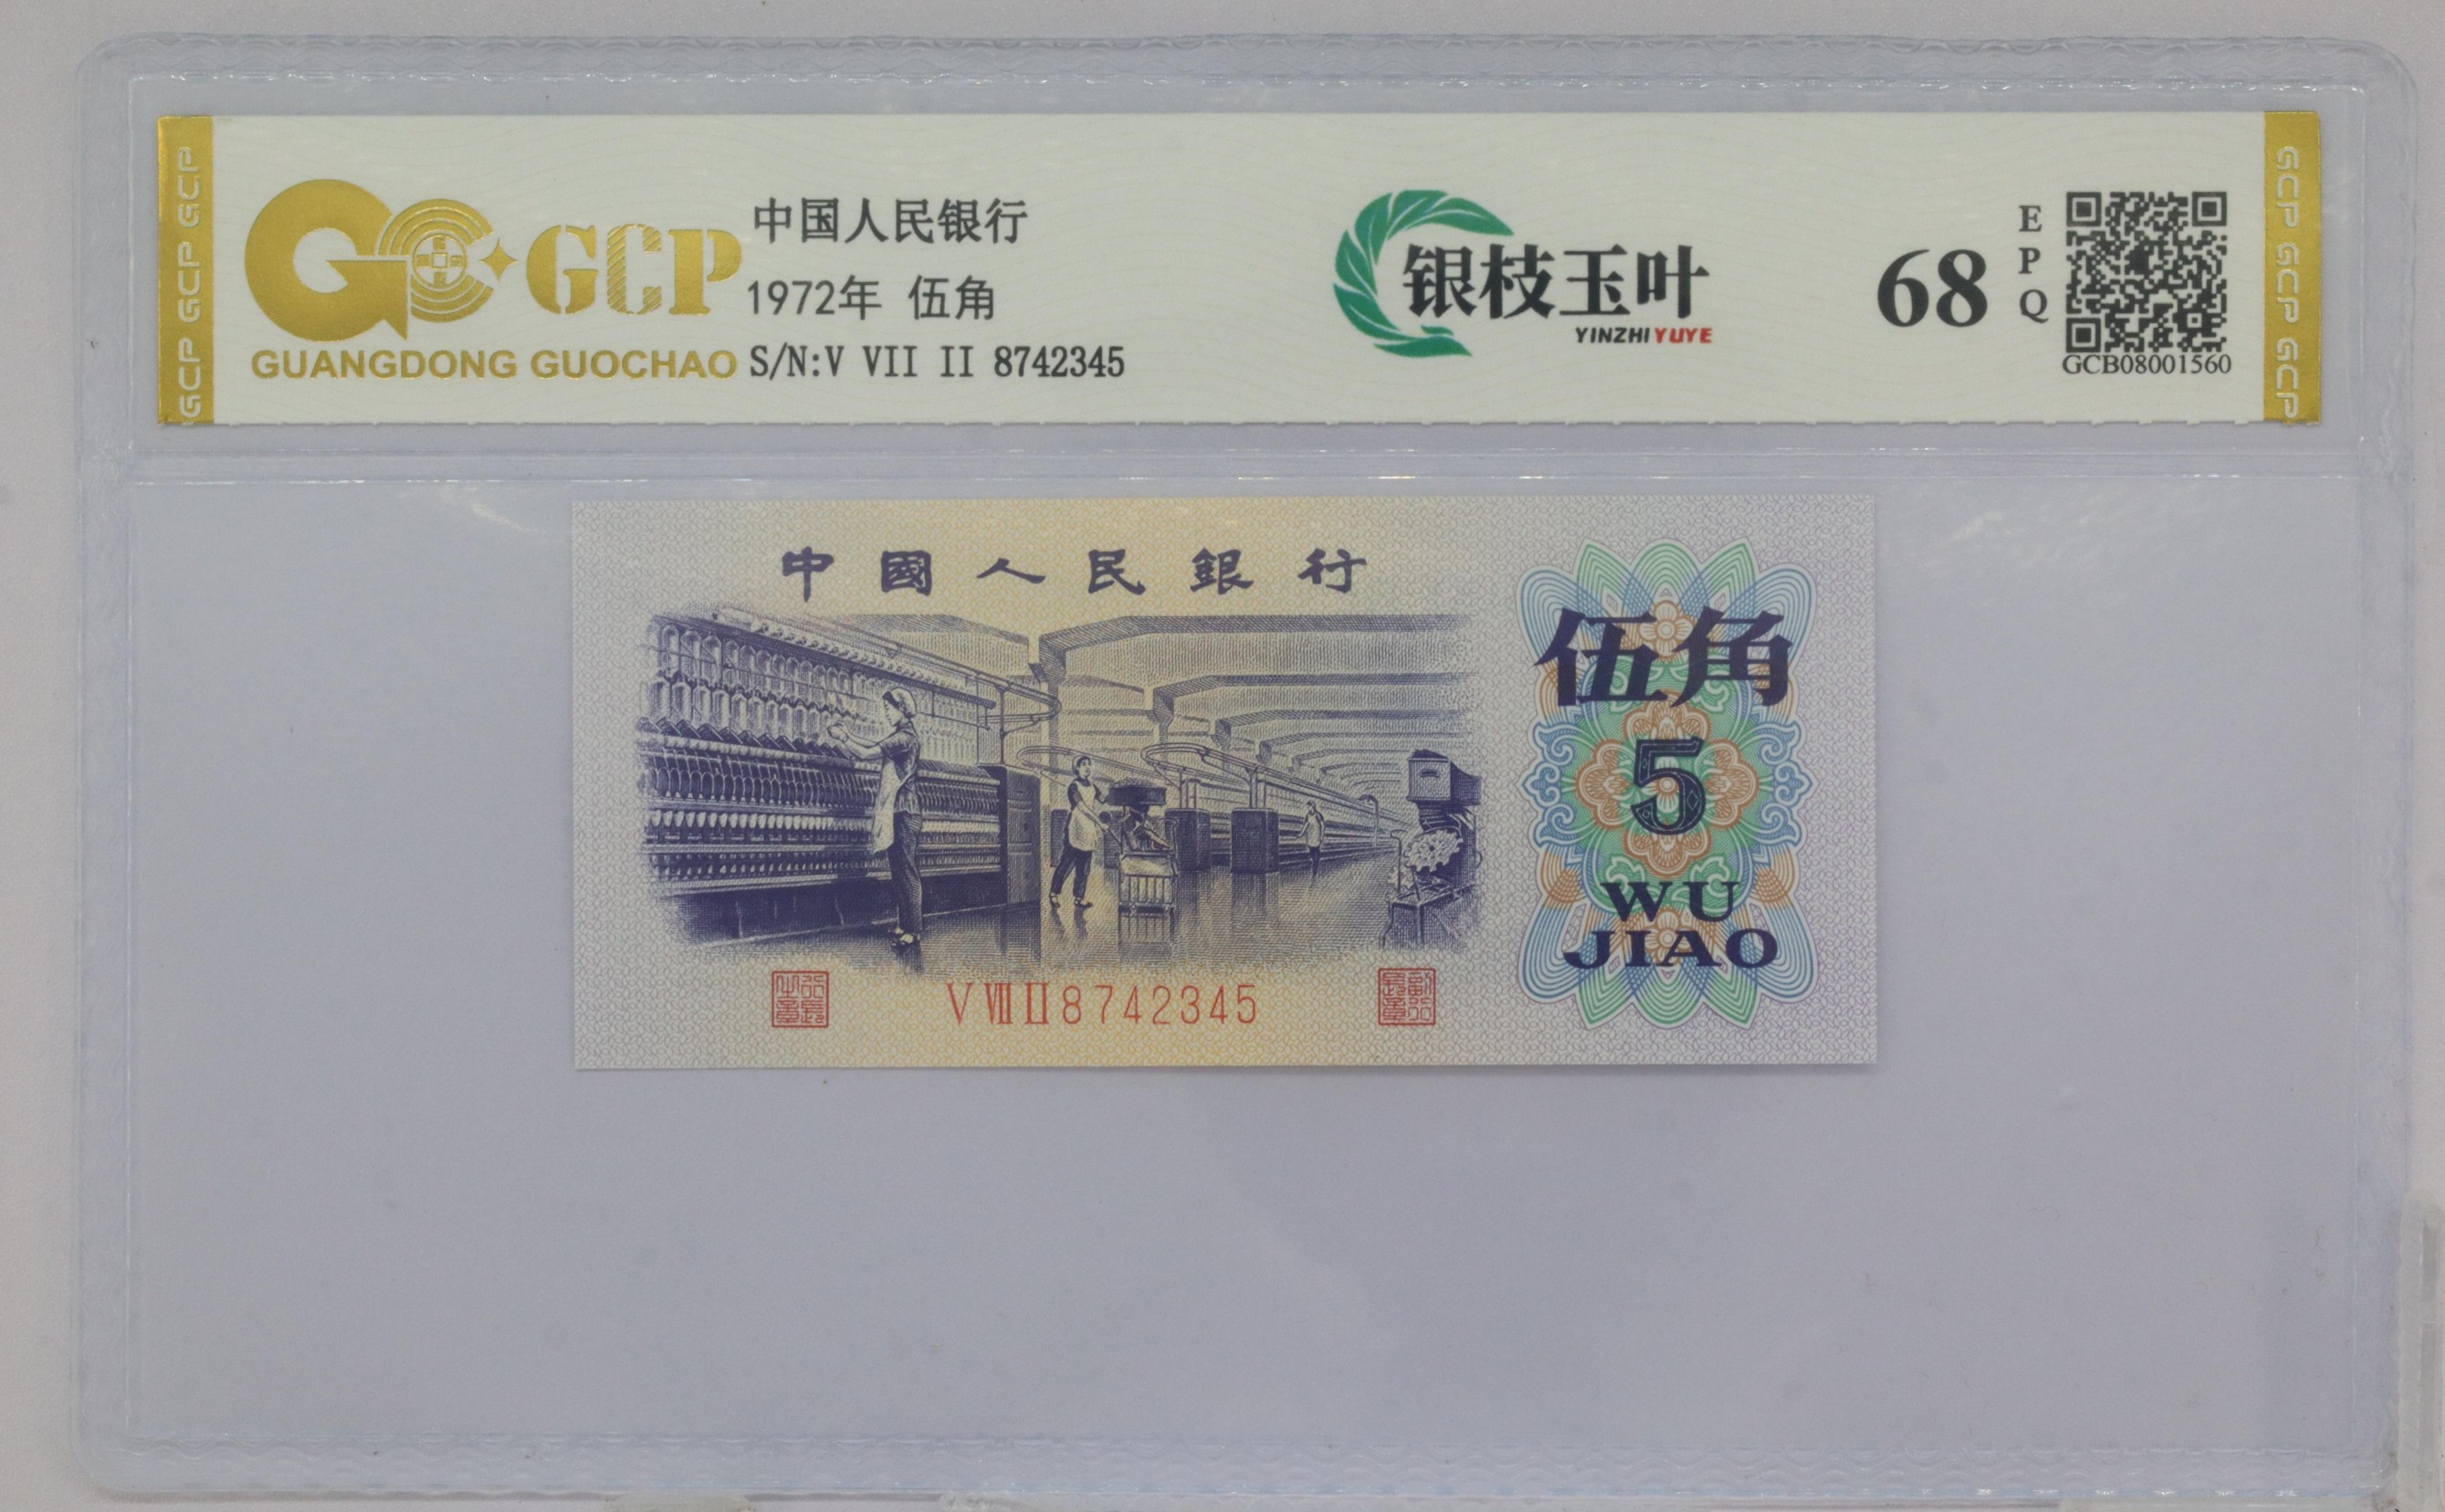 GCP GCP GCP
GCP
GUANGDONG GUOCHAO
中国人民银行
1972年 伍角
S/N:V VII II 8742345
银枝玉叶
YINZHIYUYE
68
EPQ
GCB08001560
GCP GCP GCP
中國人民銀行
伍角
5
WU
JIAO
Ⅴ Ⅷ Ⅱ 8742345